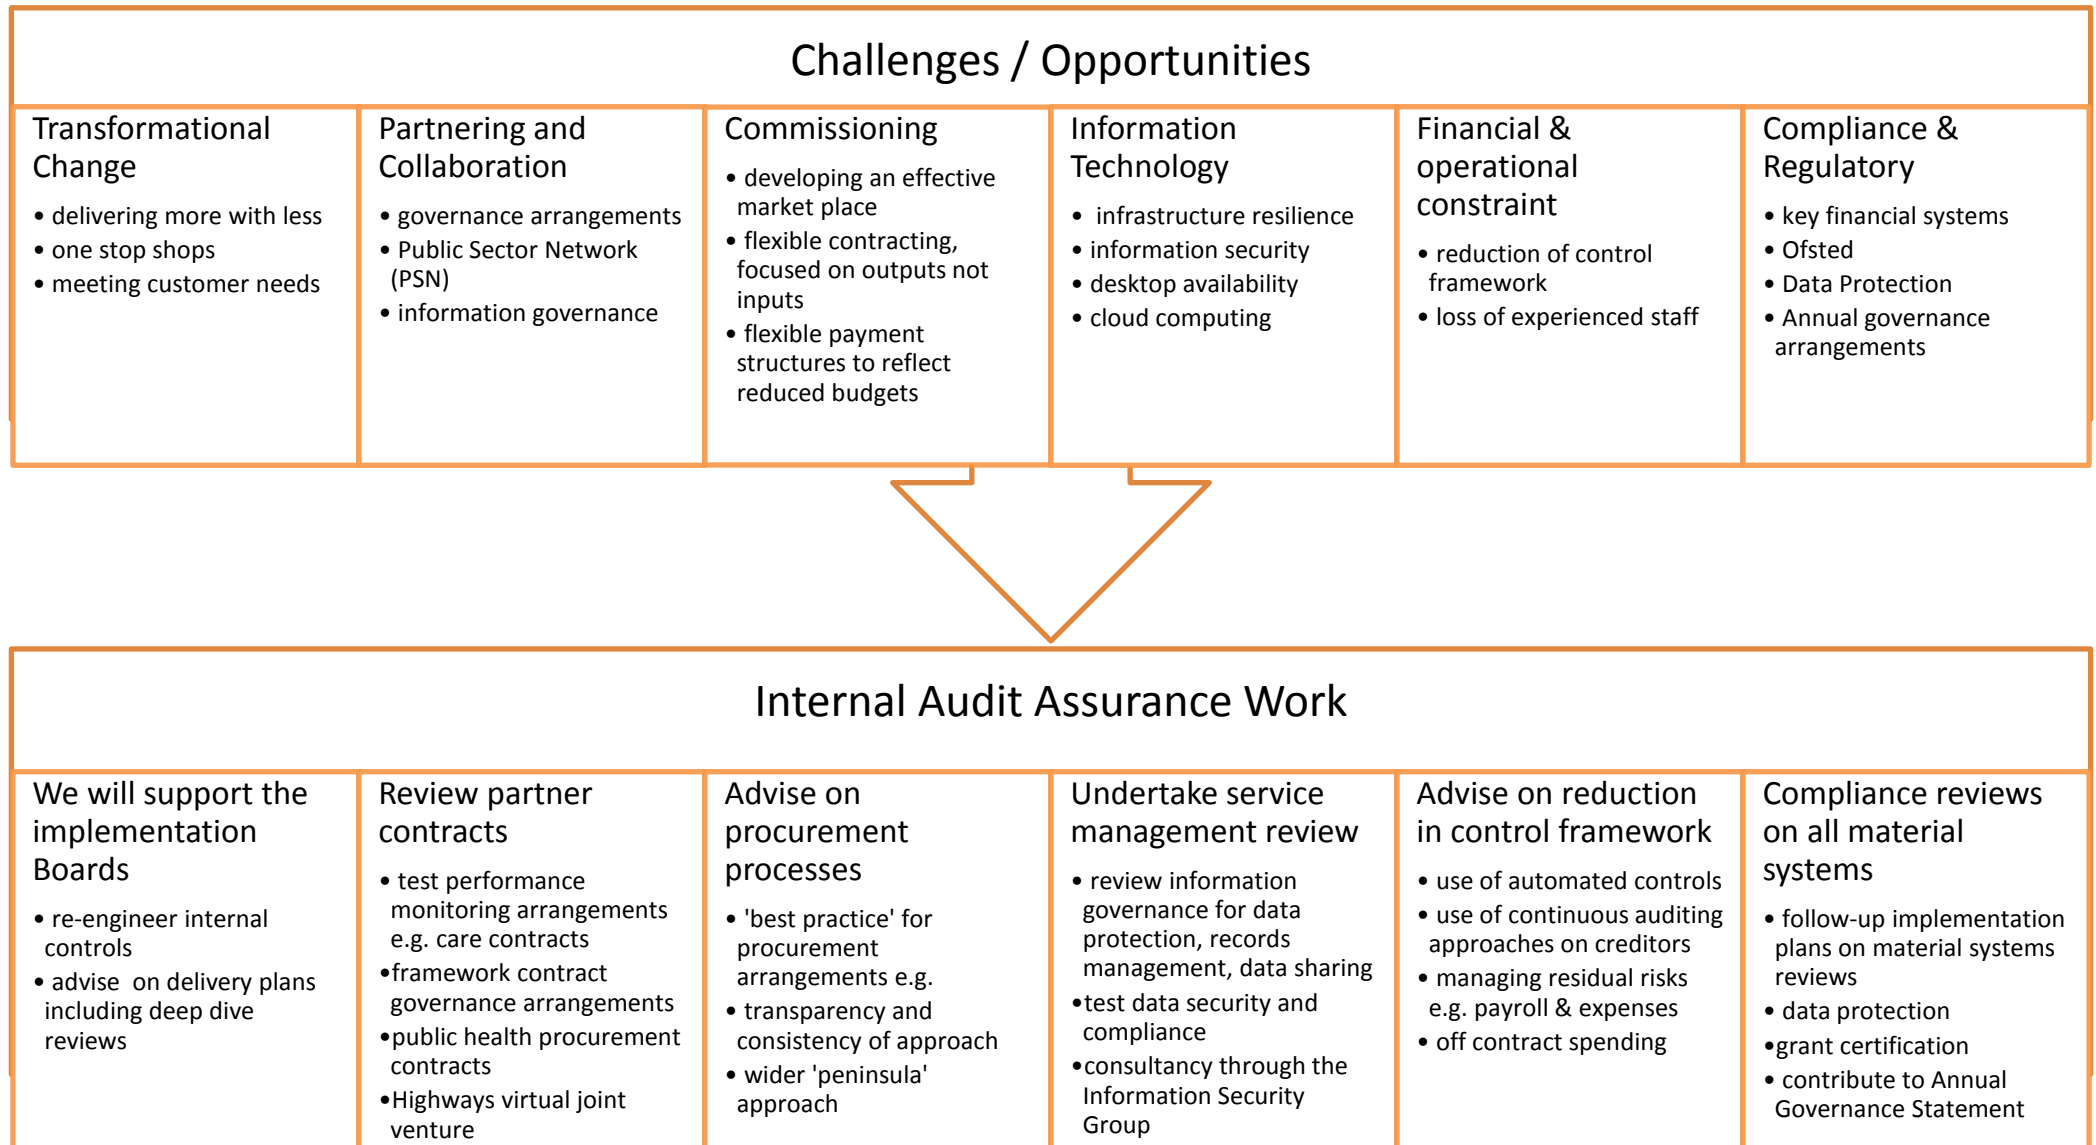 Challenges / Opportunities
Transformational
Change
• delivering more with less
• one stop shops
• meeting customer needs
Partnering and
Collaboration
• governance arrangements
• Public Sector Network
(PSN)
• information governance
Commissioning
• developing an effective
market place
• flexible contracting,
focused on outputs not
inputs
• flexible payment
structures to reflect
reduced budgets
Information
Technology
• infrastructure resilience
• information security
• desktop availability
• cloud computing
Financial &
operational
constraint
• reduction of control
framework
• loss of experienced staff
Compliance &
Regulatory
• key financial systems
• Ofsted
• Data Protection
• Annual governance
arrangements
Internal Audit Assurance Work
We will support the
implementation
Boards
• re-engineer internal
controls
• advise on delivery plans
including deep dive
reviews
Review partner
contracts
• test performance
monitoring arrangements
e.g. care contracts
•framework contract
governance arrangements
•public health procurement
contracts
•Highways virtual joint
venture
Advise on
procurement
processes
• 'best practice' for
procurement
arrangements e.g.
• transparency and
consistency of approach
• wider 'peninsula'
approach
Undertake service
management review
• review information
governance for data
protection, records
management, data sharing
•test data security and
compliance
•consultancy through the
Information Security
Group
Advise on reduction
in control framework
• use of automated controls
• use of continuous auditing
approaches on creditors
• managing residual risks
e.g. payroll & expenses
• off contract spending
Compliance reviews
on all material
systems
• follow-up implementation
plans on material systems
reviews
• data protection
•grant certification
• contribute to Annual
Governance Statement